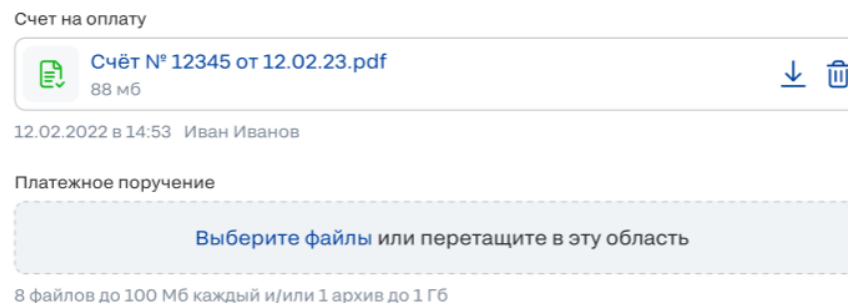 Счет на оплату
Счёт № 12345 от 12.02.23.pdf
88 мб
12.02.2022 в 14:53 Иван Иванов
Платежное поручение
Выберите файлы или перетащите в эту область
8 файлов до 100 Мб каждый и/или 1 архив до 1 Гб